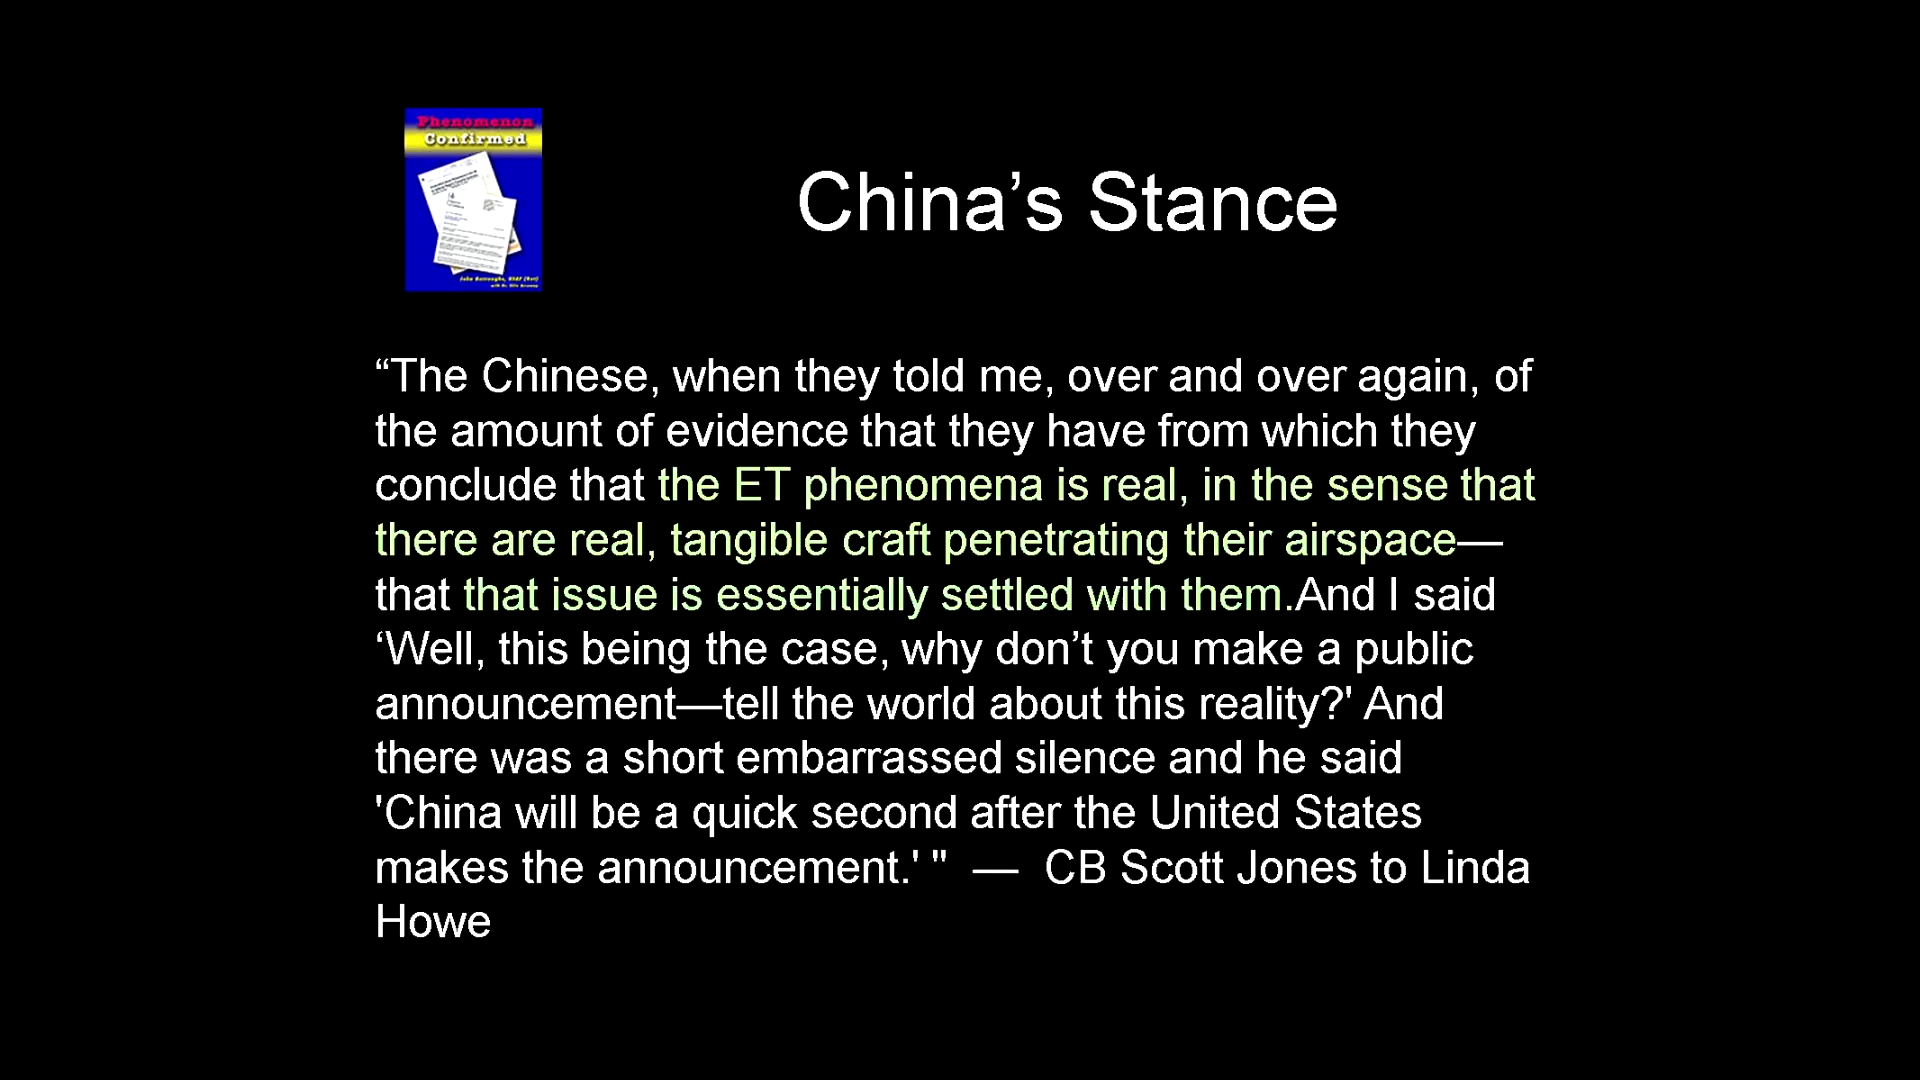 Phenomenon
Confirmed
China’s Stance
“The Chinese, when they told me, over and over again, of
the amount of evidence that they have from which they
conclude that the ET phenomena is real, in the sense that
there are real, tangible craft penetrating their airspace—
that that issue is essentially settled with them.And I said
‘Well, this being the case, why don’t you make a public
announcement—tell the world about this reality?' And
there was a short embarrassed silence and he said
'China will be a quick second after the United States
makes the announcement.' "  —  CB Scott Jones to Linda
Howe